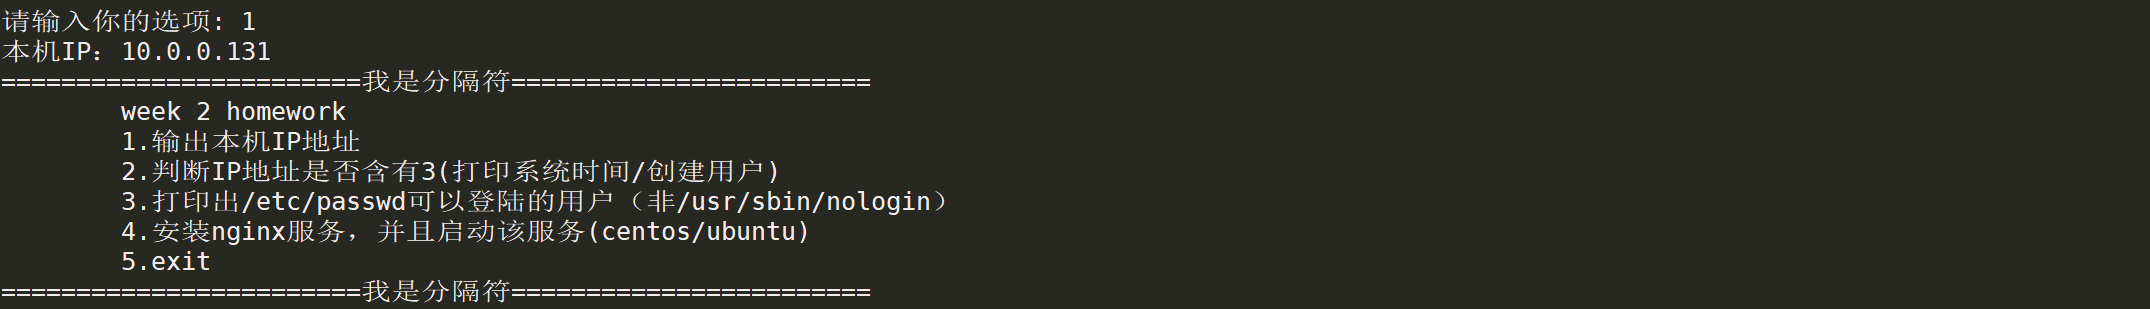 请输入你的选项: 1
本机IP：10.0.0.131
========================我是分隔符========================
week 2 homework
1.输出本机IP地址
2.判断IP地址是否含有3(打印系统时间/创建用户)
3.打印出/etc/passwd可以登陆的用户（非/usr/sbin/nologin）
4.安装nginx服务，并且启动该服务(centos/ubuntu)
5.exit
========================我是分隔符========================